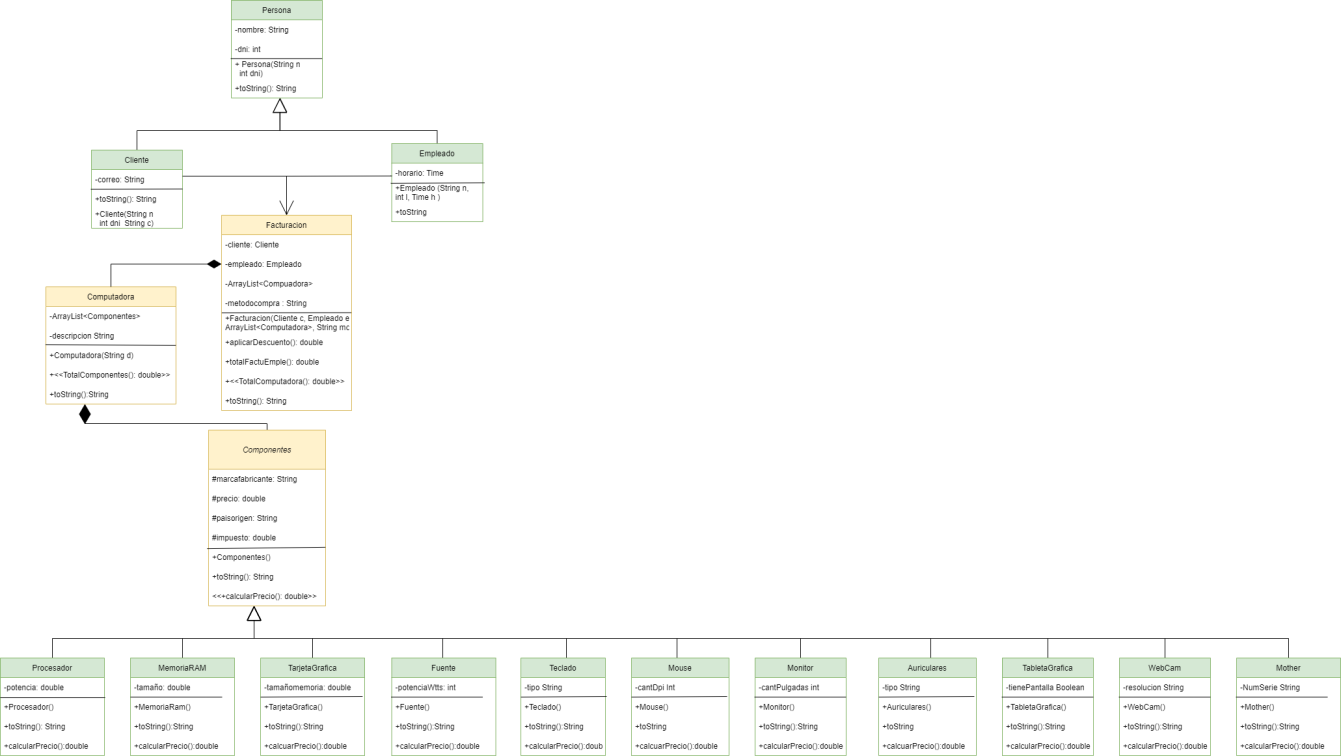 Persona
-nombre: String
-dni: int
+ Persona(String n
int dni)
+toString(): String
Cliente
-correo: String
+toString(): String
+Cliente(String n
int dni String c)
Empleado
-horario: Time
+Empleado (String n,
int l, Time h )
+toString
Facturacion
-cliente: Cliente
-empleado: Empleado
-ArrayList<Compuadora>
-metodocompra : String
+Facturacion(Cliente c, Empleado e
ArrayList<Computadora>, String mc
+aplicarDescuento(): double
+totalFactuEmple(): double
+<<TotalComputadora(): double>>
+toString(): String
Computadora
-ArrayList<Componentes>
-descripcion String
+Computadora(String d)
+<<TotalComponentes(): double>>
+toString():String
Componentes
#marcafabricante: String
#precio: double
#paisorigen: String
#impuesto: double
+Componentes()
+toString(): String
<<+calcularPrecio(): double>>
Procesador
-potencia: double
+Procesador()
+toString(): String
+calcularPrecio():double
MemoriaRAM
-tamaño: double
+MemoriaRam()
+toString():String
+calcularPrecio():double
TarjetaGrafica
-tamañomemoria: double
+TarjetaGrafica()
+toString():String
+calcuarPrecio():double
Fuente
-potenciaWtts: int
+Fuente()
+toString():String
+calcularPrecio():double
Teclado
-tipo String
+Teclado()
+toString():String
+calcularPrecio():doub
Mouse
-cantDpi Int
+Mouse()
+toString()
+calcuarPrecio():double
Monitor
-cantPulgadas int
+Monitor()
+toString():String
+calcularPrecio():double
Auriculares
-tipo String
+Auriculares()
+toString
+calcuarPrecio():double
TabletaGrafica
-tienePantalla Boolean
+TabletaGrafica()
+toString():String
+calcularPrecio():double
WebCam
-resolucion String
+WebCam()
+toString():String
+calcularPrecio():double
Mother
-NumSerie String
+Mother()
+toString():String
+calcularPrecio():double